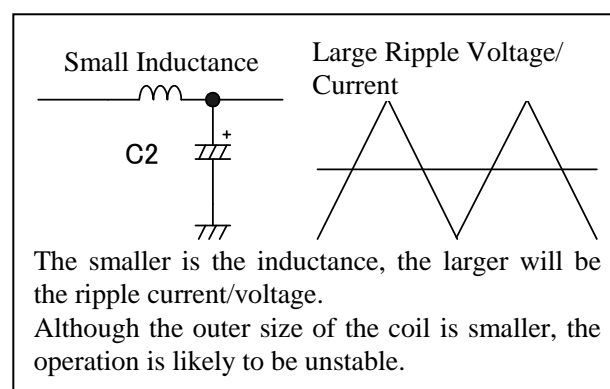 Small Inductance
Large Ripple Voltage/
Current
+
C2
The smaller is the inductance, the larger will be
the ripple current/voltage.
Although the outer size of the coil is smaller, the
operation is likely to be unstable.